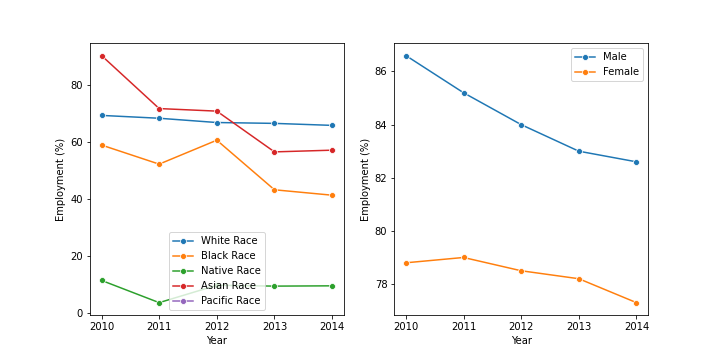 Employment (%)
80
60
40
20
0
White Race
Black Race
Native Race
Asian Race
Pacific Race
2010 2011 2012 2013 2014
Year
Employment (%)
86
84
82
80
78
Male
Female
2010 2011 2012 2013 2014
Year